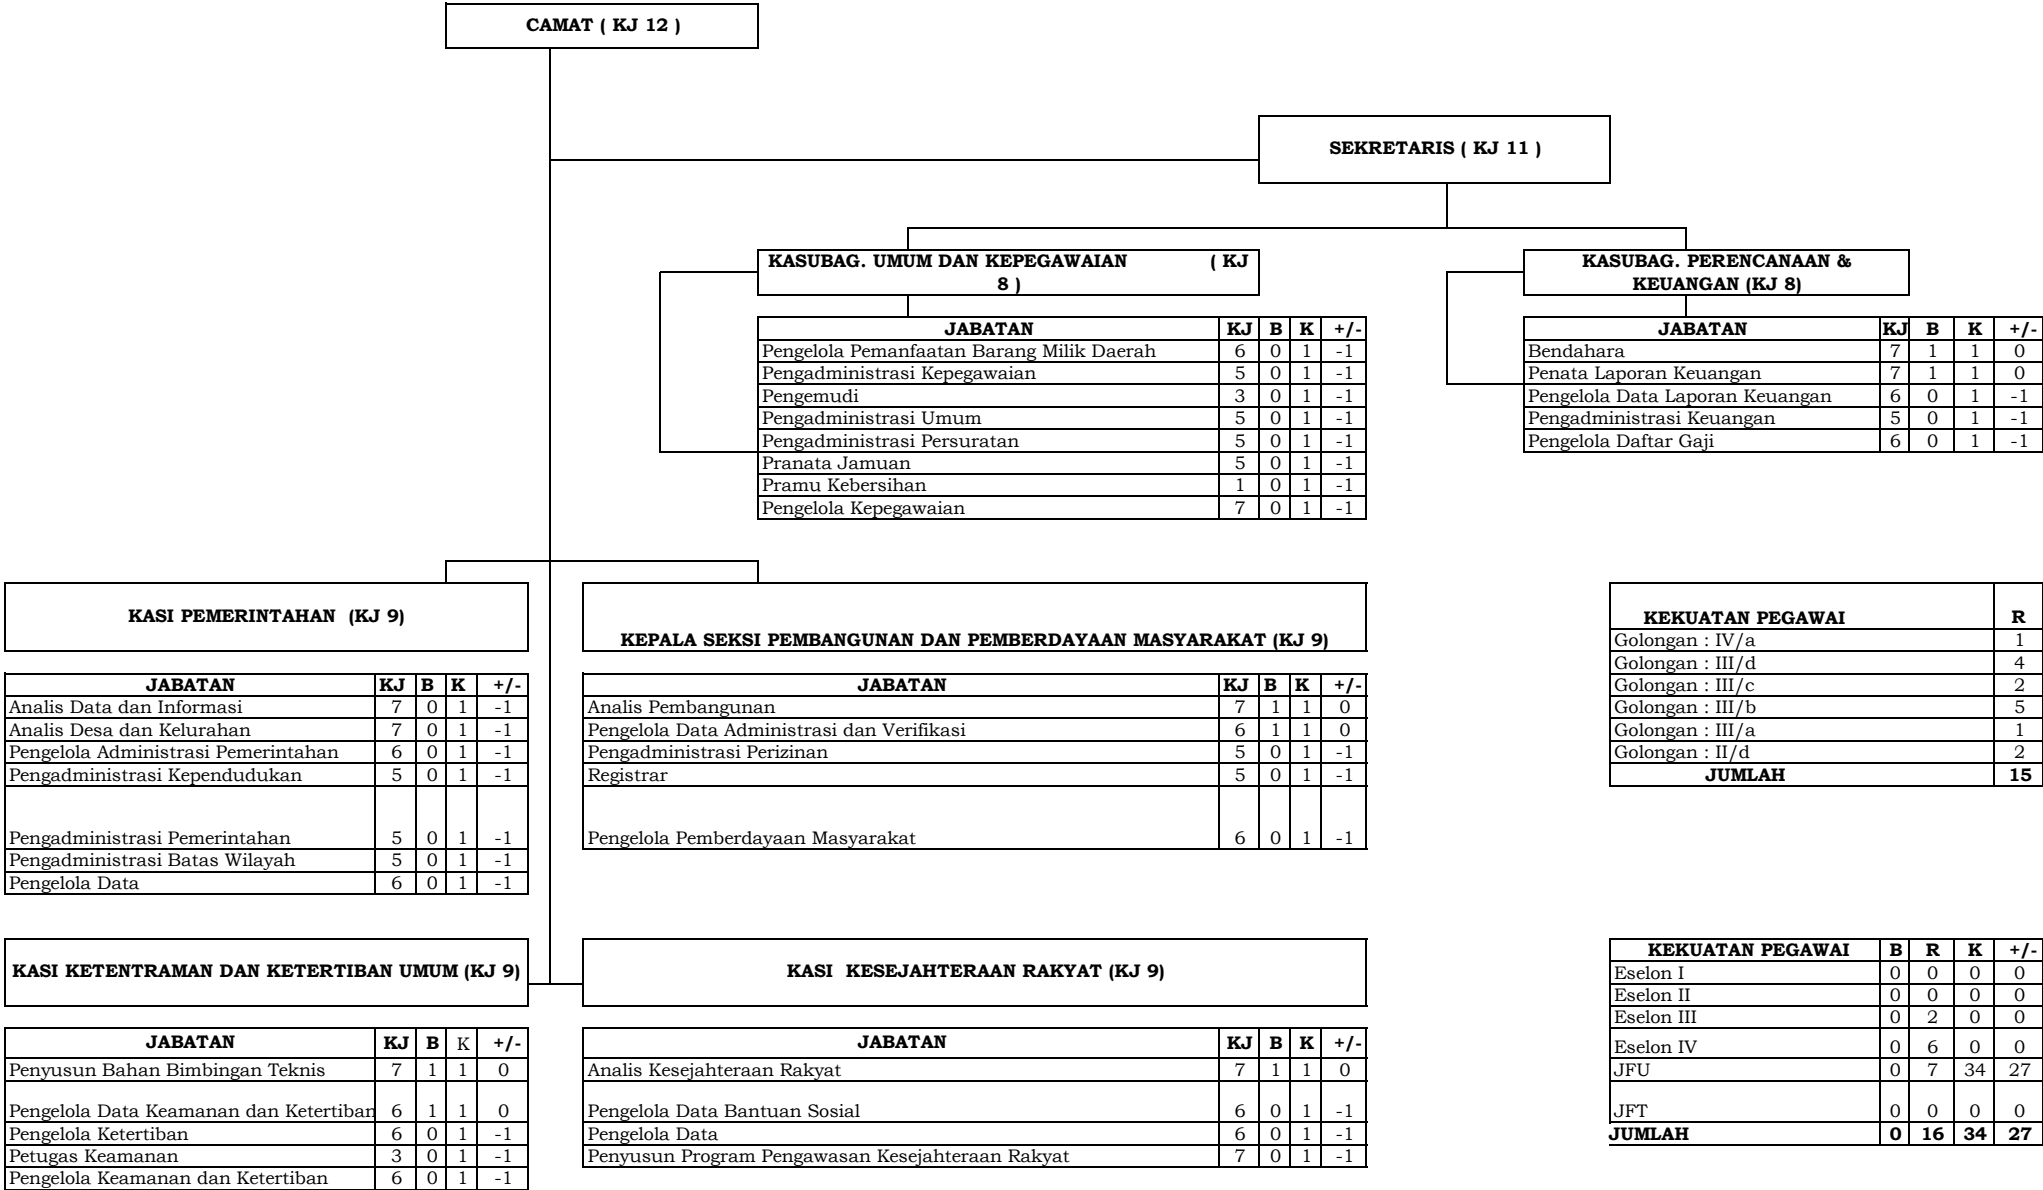 CAMAT ( KJ 12 )
SEKRETARIS ( KJ 11 )
KASUBAG. UMUM DAN KEPEGAWAIAN ( KJ
8 )
JABATAN KJ B K +/-
Pengelola Pemanfaatan Barang Milik Daerah 6 0 1 -1
Pengadministrasi Kepegawaian 5 0 1 -1
Pengemudi 3 0 1 -1
Pengadministrasi Umum 5 0 1 -1
Pengadministrasi Persuratan 5 0 1 -1
Pranata Jamuan 5 0 1 -1
Pramu Kebersihan 1 0 1 -1
Pengelola Kepegawaian 7 0 1 -1
KASUBAG. PERENCANAAN &
KEUANGAN (KJ 8)
JABATAN KJ B K +/-
Bendahara 7 1 1 0
Penata Laporan Keuangan 7 1 1 0
Pengelola Data Laporan Keuangan 6 0 1 -1
Pengadministrasi Keuangan 5 0 1 -1
Pengelola Daftar Gaji 6 0 1 -1
KASI PEMERINTAHAN (KJ 9)
JABATAN KJ B K +/-
Analis Data dan Informasi 7 0 1 -1
Analis Desa dan Kelurahan 7 0 1 -1
Pengelola Administrasi Pemerintahan 6 0 1 -1
Pengadministrasi Kependudukan 5 0 1 -1
Pengadministrasi Pemerintahan 5 0 1 -1
Pengadministrasi Batas Wilayah 5 0 1 -1
Pengelola Data 6 0 1 -1
KEPALA SEKSI PEMBANGUNAN DAN PEMBERDAYAAN MASYARAKAT (KJ 9)
JABATAN KJ B K +/-
Analis Pembangunan 7 1 1 0
Pengelola Data Administrasi dan Verifikasi 6 1 1 0
Pengadministrasi Perizinan 5 0 1 -1
Registrar 5 0 1 -1
Pengelola Pemberdayaan Masyarakat 6 0 1 -1
KEKUATAN PEGAWAI R
Golongan : IV/a 1
Golongan : III/d 4
Golongan : III/c 2
Golongan : III/b 5
Golongan : III/a 1
Golongan : II/d 2
JUMLAH 15
KASI KETENTRAMAN DAN KETERTIBAN UMUM (KJ 9)
JABATAN KJ B K +/-
Penyusun Bahan Bimbingan Teknis 7 1 1 0
Pengelola Data Keamanan dan Ketertiban 6 1 1 0
Pengelola Ketertiban 6 0 1 -1
Petugas Keamanan 3 0 1 -1
Pengelola Keamanan dan Ketertiban 6 0 1 -1
KASI KESEJAHTERAAN RAKYAT (KJ 9)
JABATAN KJ B K +/-
Analis Kesejahteraan Rakyat 7 1 1 0
Pengelola Data Bantuan Sosial 6 0 1 -1
Pengelola Data 6 0 1 -1
Penyusun Program Pengawasan Kesejahteraan Rakyat 7 0 1 -1
KEKUATAN PEGAWAI B R K +/-
Eselon I 0 0 0 0
Eselon II 0 0 0 0
Eselon III 0 2 0 0
Eselon IV 0 6 0 0
JFU 0 7 34 27
JFT 0 0 0 0
JUMLAH 0 16 34 27